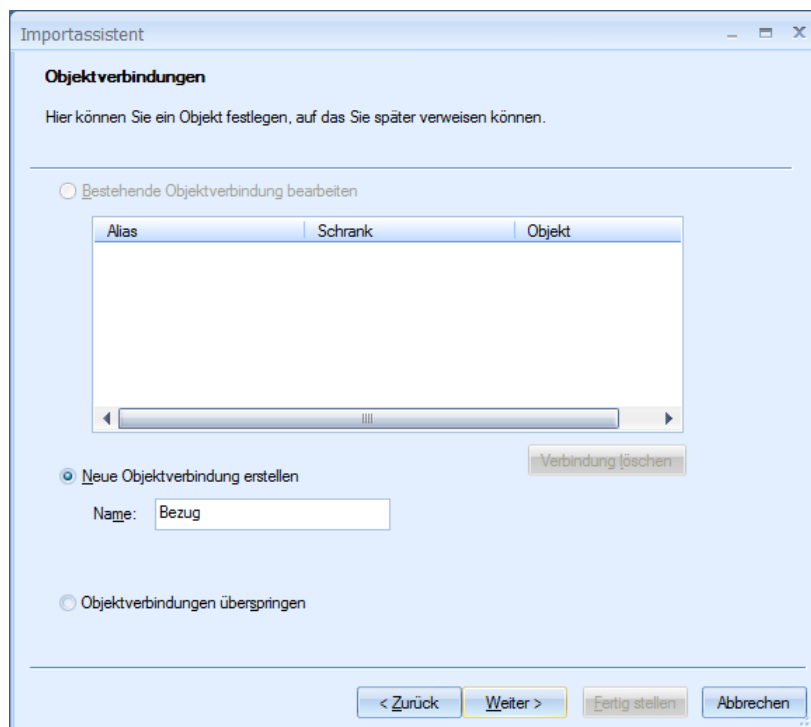 Importassistent
Objektverbindungen
Hier können Sie ein Objekt festlegen, auf das Sie später verweisen können.
Bestehende Objektverbindung bearbeiten
Alias Schrank Objekt
Verbindung löschen
Neue Objektverbindung erstellen
Name: Bezug
Objektverbindungen überspringen
< Zurück Weiter > Fertig stellen Abbrechen